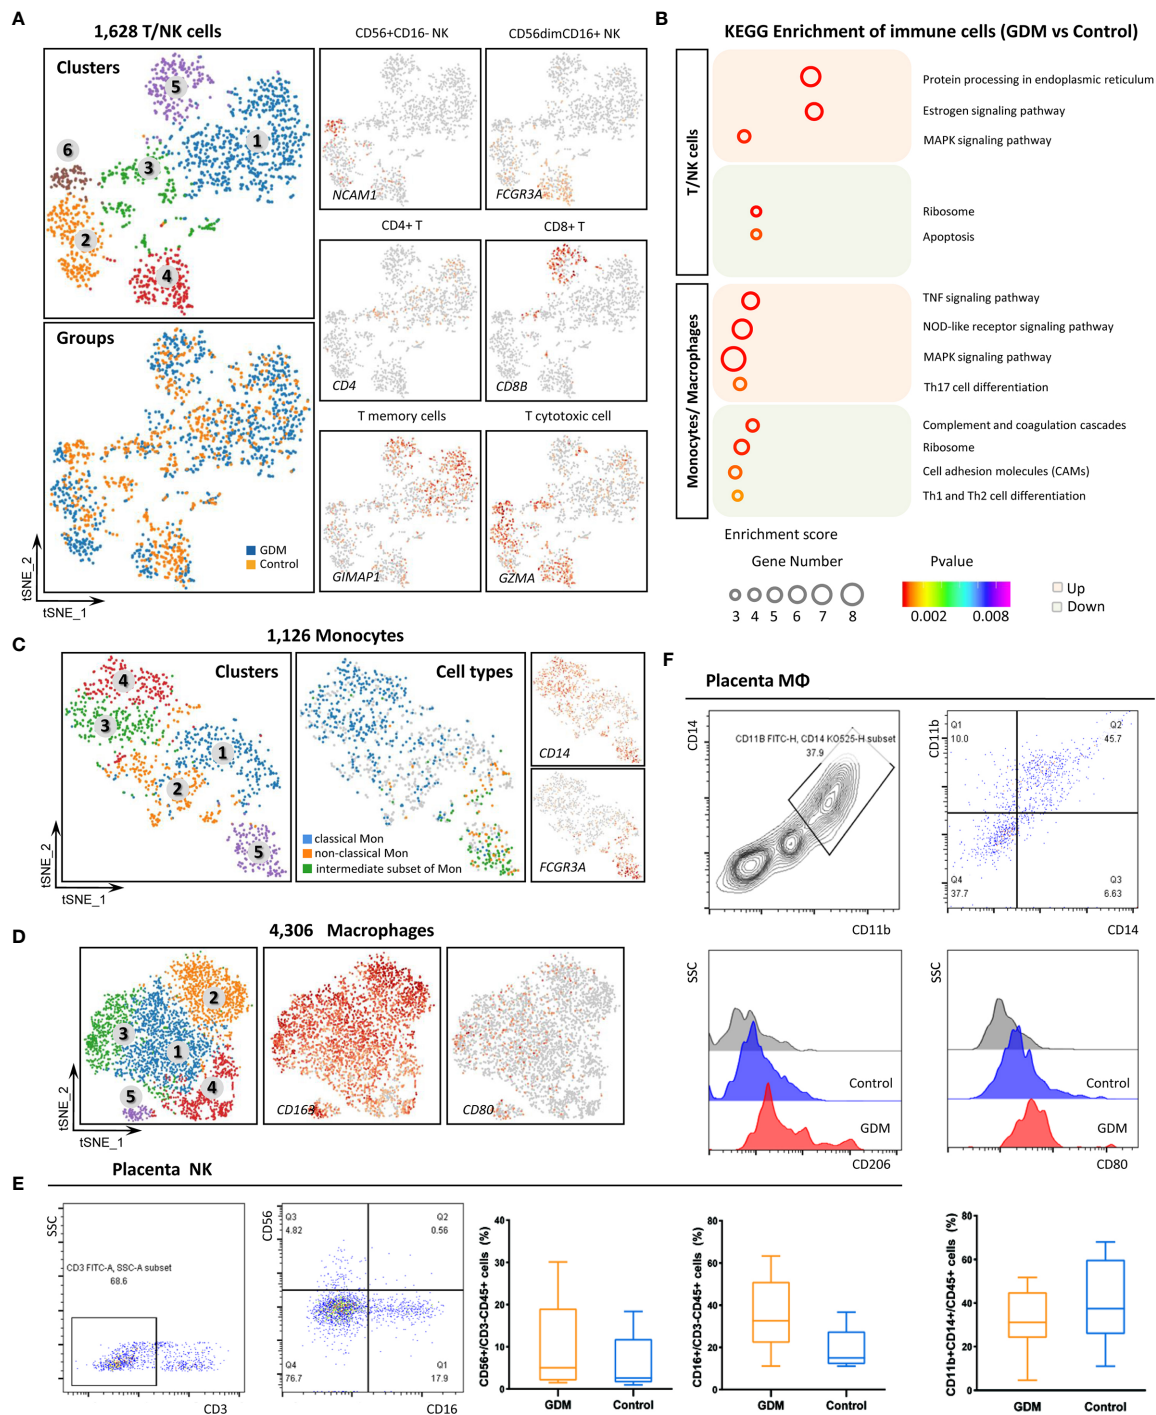 A
1,628 T/NK cells
Clusters
1
2
3
4
5
6
Groups
GDM
Control
tSNE_2
tSNE_1
CD56+CD16- NK
NCAM1
CD56dimCD16+ NK
FCGR3A
CD4+ T
CD4
CD8+ T
CD8B
T memory cells
GIMAP1
T cytotoxic cell
GZMA
B
KEGG Enrichment of immune cells (GDM vs Control)
T/NK cells
Protein processing in endoplasmic reticulum
Estrogen signaling pathway
MAPK signaling pathway
Ribosome
Apoptosis
Monocytes/ Macrophages
TNF signaling pathway
NOD-like receptor signaling pathway
MAPK signaling pathway
Th17 cell differentiation
Complement and coagulation cascades
Ribosome
Cell adhesion molecules (CAMs)
Th1 and Th2 cell differentiation
Enrichment score
Gene Number
3 4 5 6 7 8
Pvalue
0.002 0.008
Up
Down
C
1,126 Monocytes
Clusters
4
3
1
2
5
tSNE_2
tSNE_1
Cell types
classical Mon
non-classical Mon
intermediate subset of Mon
CD14
FCGR3A
D
4,306 Macrophages
2
3
1
4
5
tSNE_2
tSNE_1
CD163
CD80
E
Placenta NK
SSC
CD3 FITC-A, SSC-A subset
68.6
CD3
CD56
Q3
4.82
Q2
0.56
Q4
76.7
Q1
17.9
CD16
CD56+/CD3-CD45+ cells (%)
40
30
20
10
0
GDM Control
CD16+/CD3-CD45+ cells (%)
80
60
40
20
0
GDM Control
F
Placenta MΦ
CD14
CD11B FITC-H, CD14 KO525-H subset
37.9
CD11b
CD11b
Q1
10.0
Q2
45.7
Q4
37.7
Q3
6.63
CD14
SSC
Control
GDM
CD206
SSC
Control
GDM
CD80
CD11b+CD14+/CD45+ cells (%)
80
60
40
20
0
GDM Control